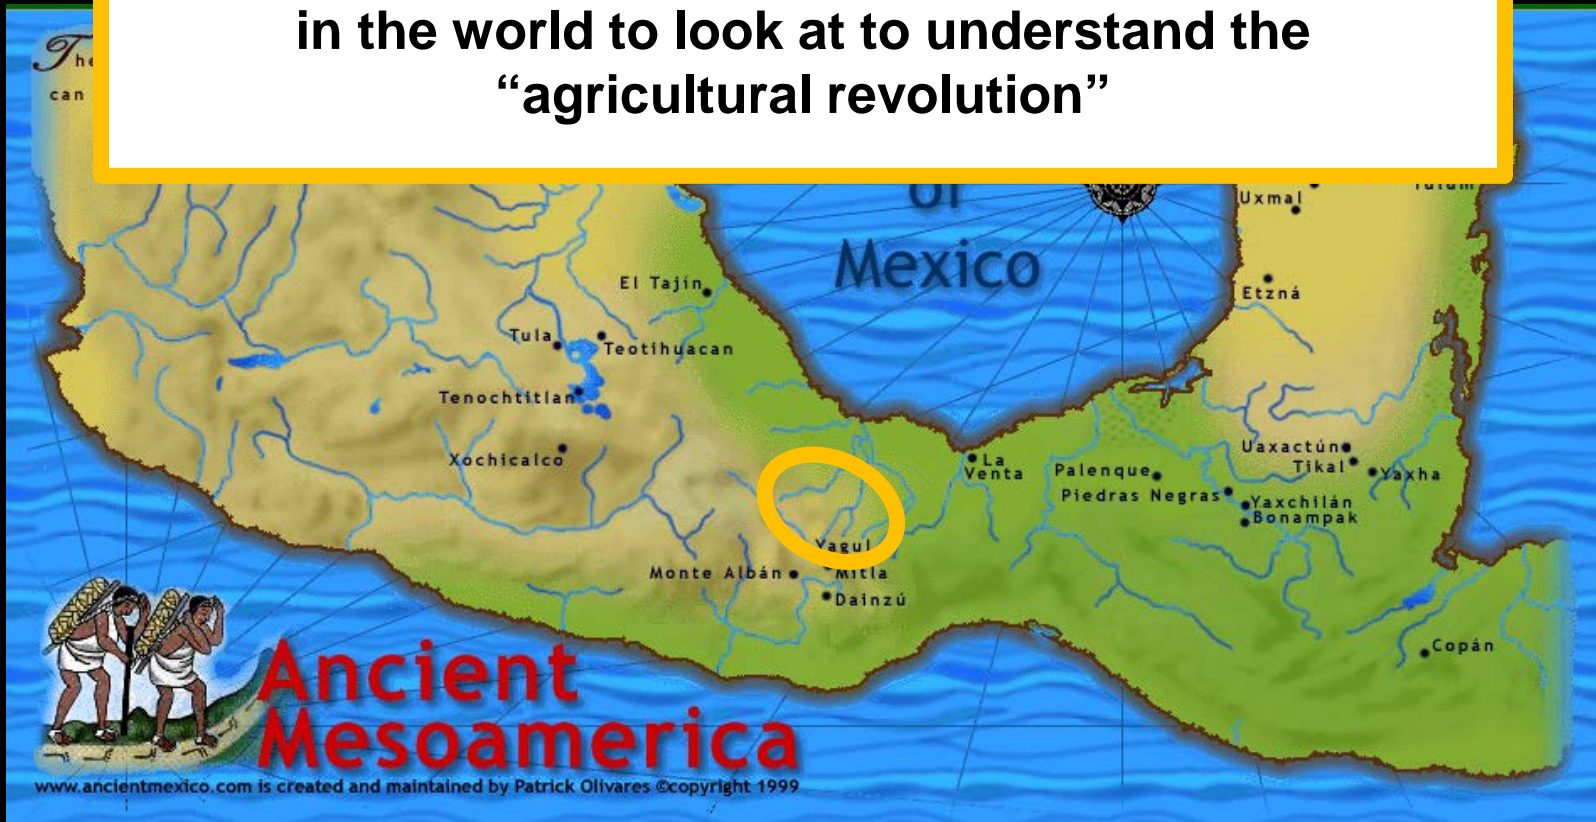 in the world to look at to understand the
“agricultural revolution”
can
of
Mexico
Uxmal
Etzná
El Tajín
Tula
Teotihuacan
Tenochtitlan
Xochicalco
La
Venta
Palenque
Piedras Negras
Uaxactún
Tikal
Yaxha
Yaxchilán
Bonampak
Yagul
Monte Albán
Mitla
Dainzú
Copán
Ancient
Mesoamerica
www.ancientmexico.com is created and maintained by Patrick Olivares ©copyright 1999